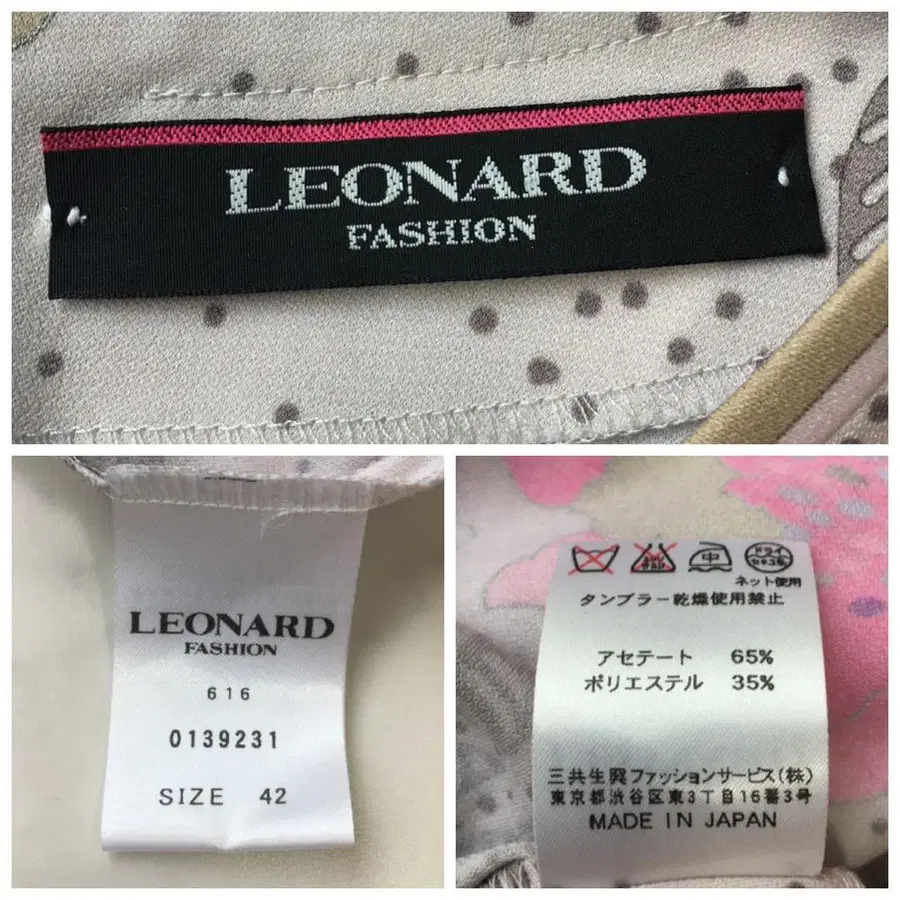 LEONARD
FASHION
LEONARD
FASHION
616
0139231
SIZE 42
中
ドライ
ネット使用
タンブラー乾燥使用禁止
アセテート 65%
ポリエステル 35%
三共生興ファッションサービス(株)
東京都渋谷区東3丁目16番3号
MADE IN JAPAN